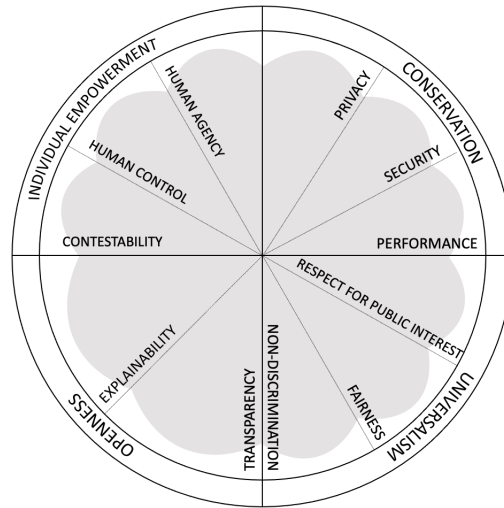 INDIVIDUAL EMPOWERMENT
CONSERVATION
HUMAN AGENCY
PRIVACY
HUMAN CONTROL
SECURITY
CONTESTABILITY
PERFORMANCE
RESPECT FOR PUBLIC INTEREST
EXPLAINABILITY
TRANSPARENCY
NON-DISCRIMINATION
FAIRNESS
OPENNESS
UNIVERSALISM